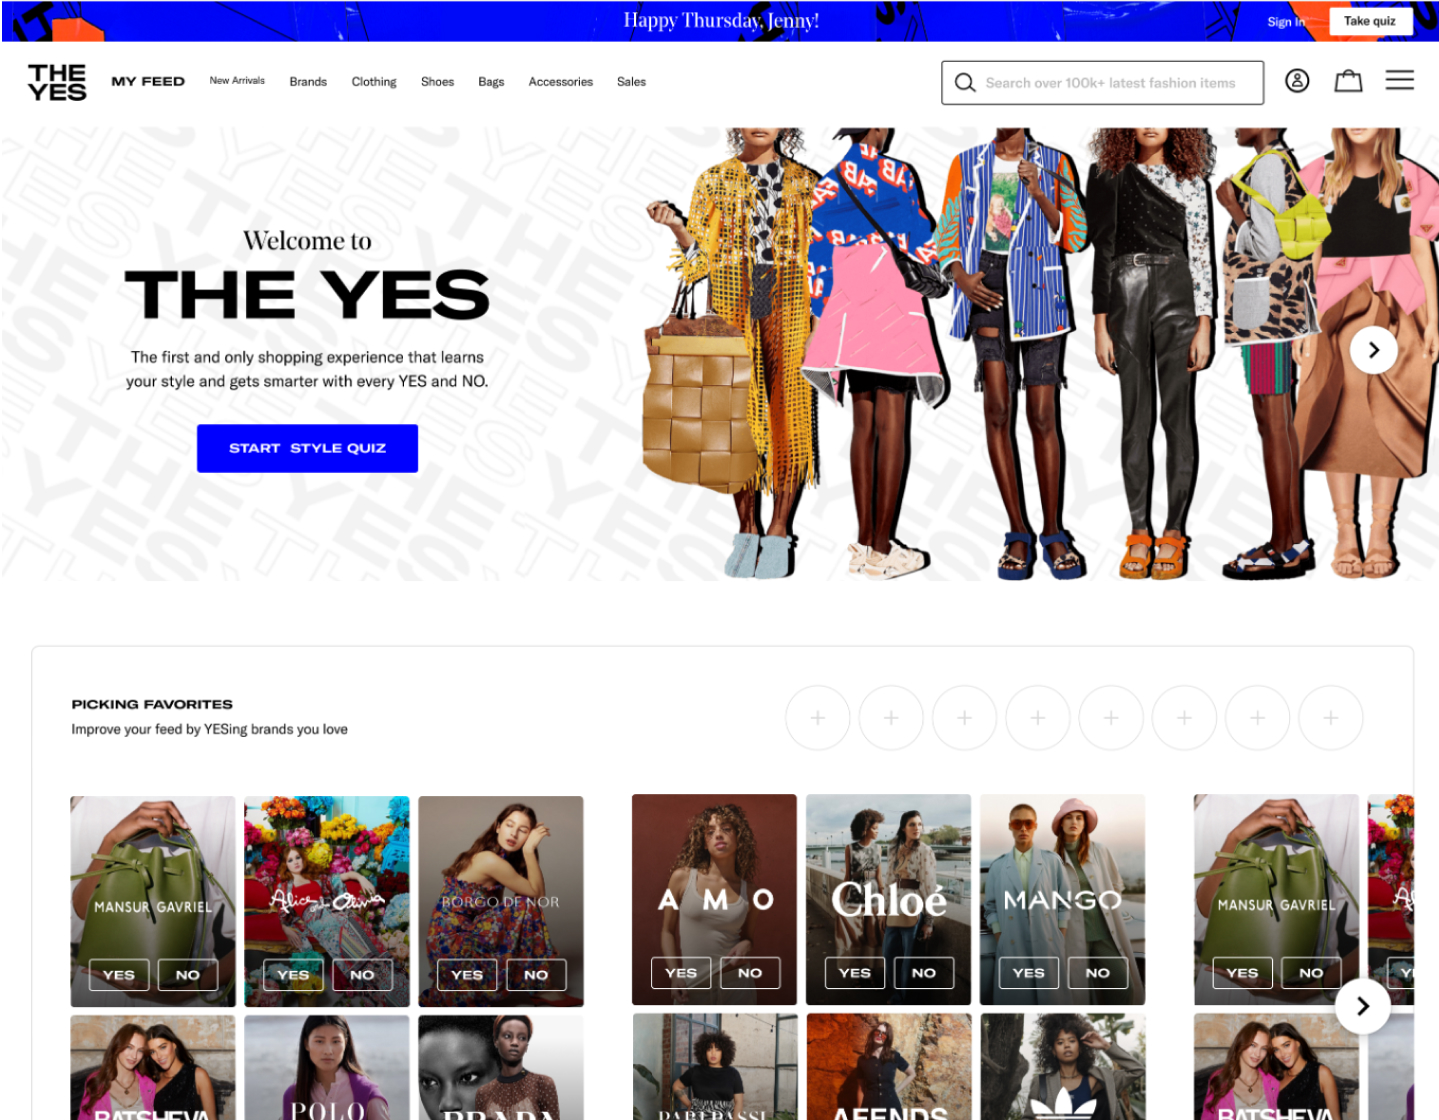 Happy Thursday, Jenny!
Sign In
Take quiz
THE
YES
MY FEED
New Arrivals
Brands
Clothing
Shoes
Bags
Accessories
Sales
Search over 100k+ latest fashion items
Welcome to
THE YES
The first and only shopping experience that learns
your style and gets smarter with every YES and NO.
START STYLE QUIZ
PICKING FAVORITES
Improve your feed by YESing brands you love
MANSUR GAVRIEL
YES NO
Alice + Olivia
YES NO
BORGO DE NOR
YES NO
A M O
YES NO
Chloé
YES NO
MANGO
YES NO
MANSUR GAVRIEL
YES NO
BATSHEVA
POLO
PRADA
AFENDS
BATSHEVA